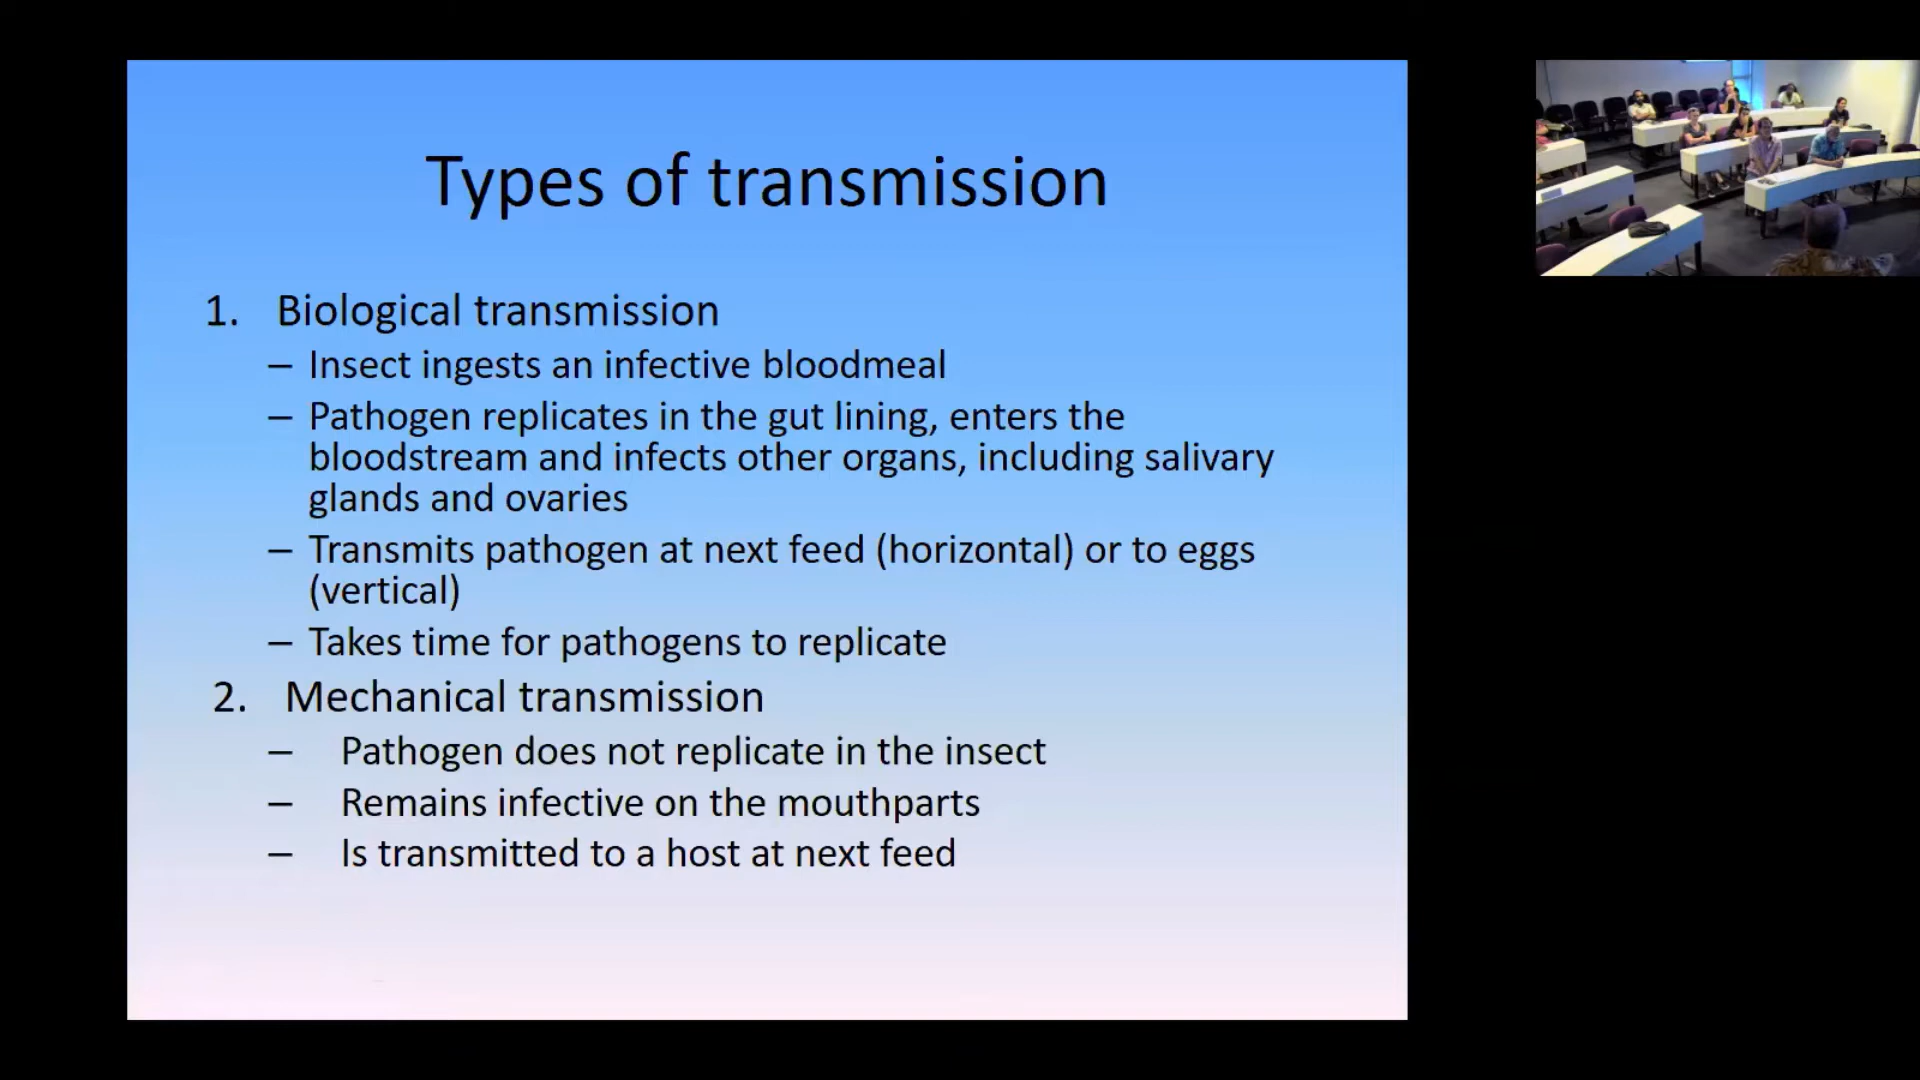 Types of transmission
1. Biological transmission
– Insect ingests an infective bloodmeal
– Pathogen replicates in the gut lining, enters the
bloodstream and infects other organs, including salivary
glands and ovaries
– Transmits pathogen at next feed (horizontal) or to eggs
(vertical)
– Takes time for pathogens to replicate
2. Mechanical transmission
– Pathogen does not replicate in the insect
– Remains infective on the mouthparts
– Is transmitted to a host at next feed